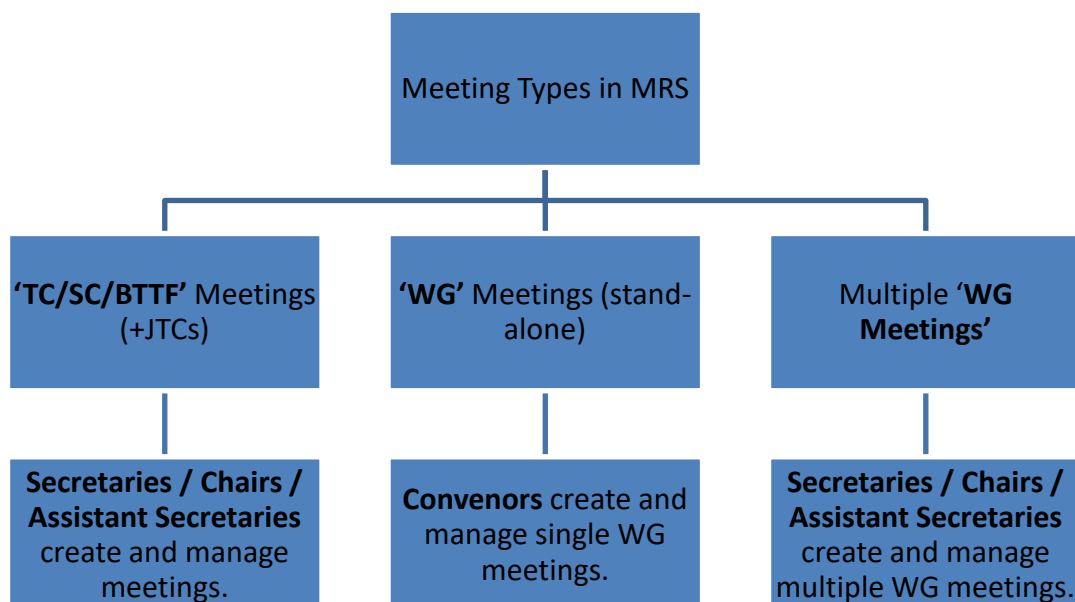 Meeting Types in MRS
‘TC/SC/BTTF’ Meetings
(+JTCs)
‘WG’ Meetings (stand-
alone)
Multiple ‘WG
Meetings’
Secretaries / Chairs /
Assistant Secretaries
create and manage
meetings.
Convenors create and
manage single WG
meetings.
Secretaries / Chairs /
Assistant Secretaries
create and manage
multiple WG meetings.